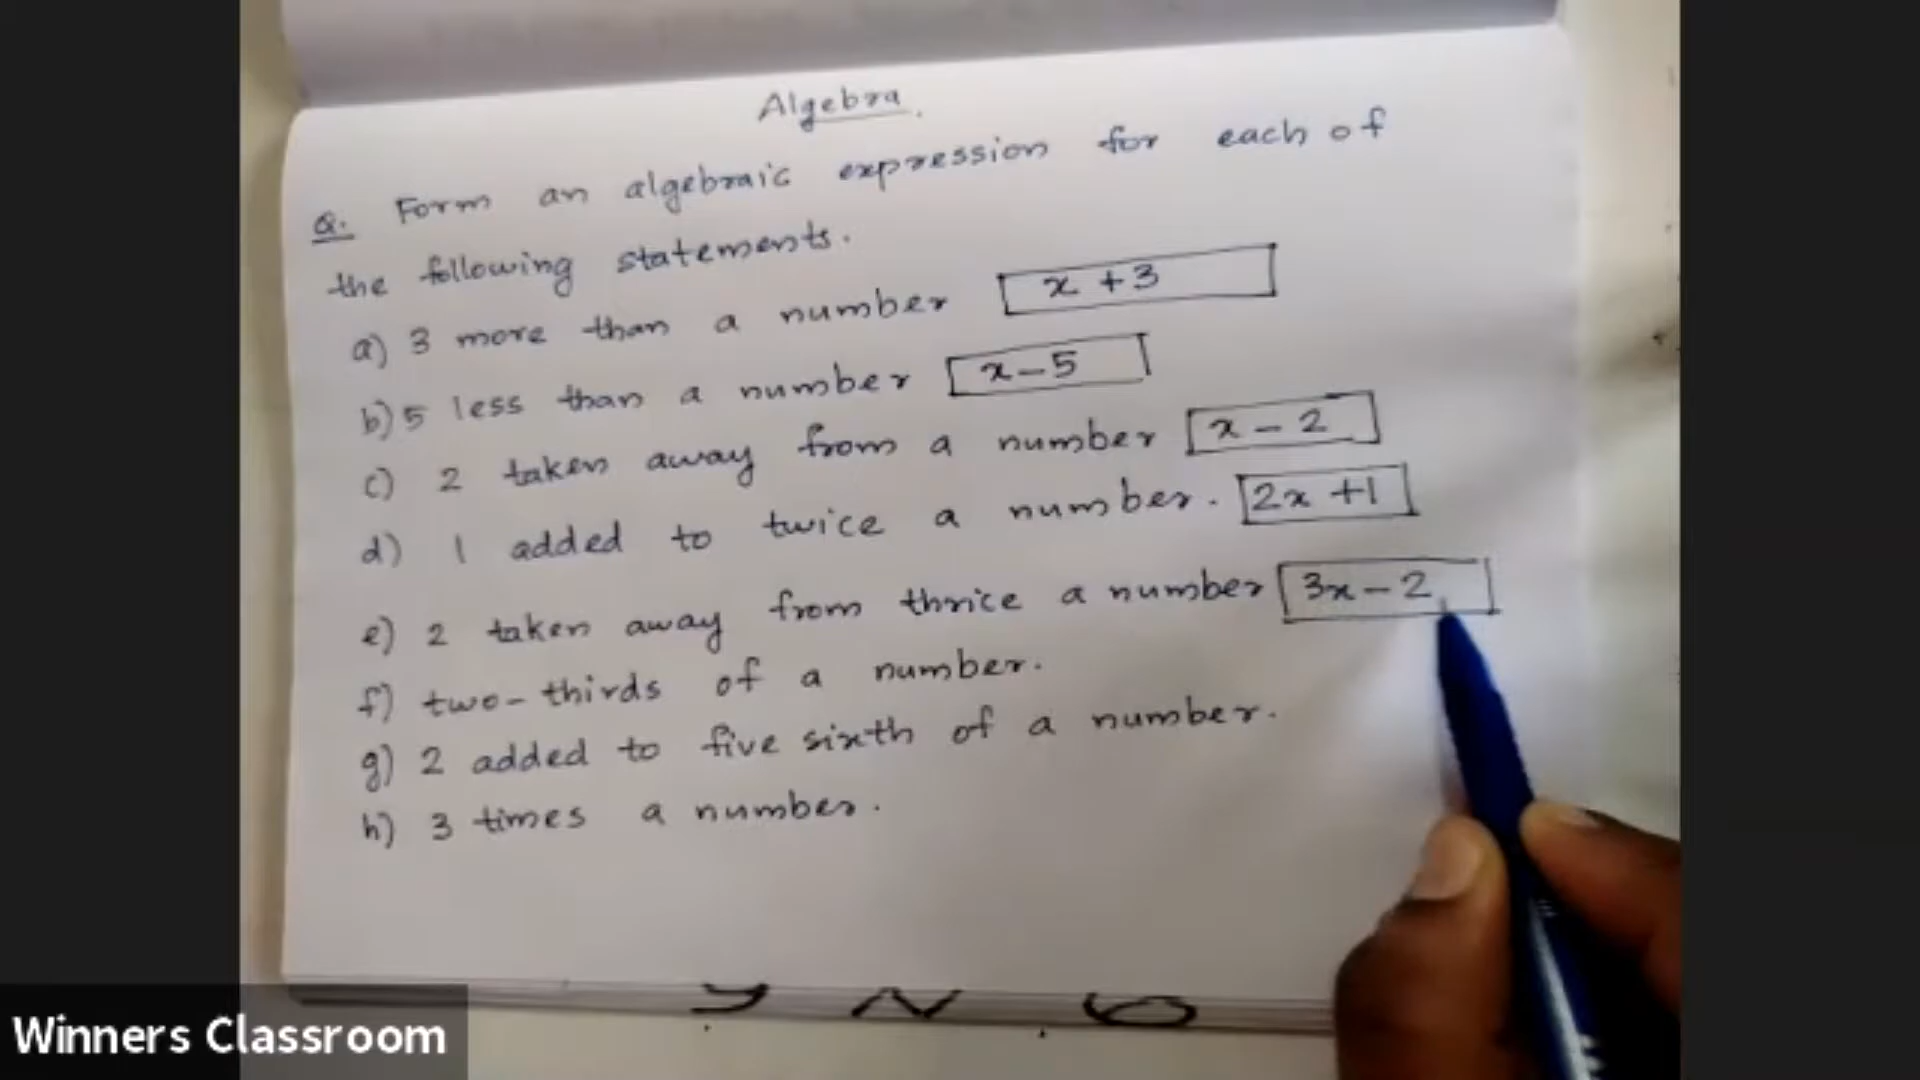 Algebra.
Q. Form an algebraic expression for each of
the following statements.
a) 3 more than a number x + 3
b) 5 less than a number x - 5
c) 2 taken away from a number x - 2
d) 1 added to twice a number. 2x + 1
e) 2 taken away from thrice a number 3x - 2
f) two-thirds of a number.
g) 2 added to five sixth of a number.
h) 3 times a number.
Winners Classroom